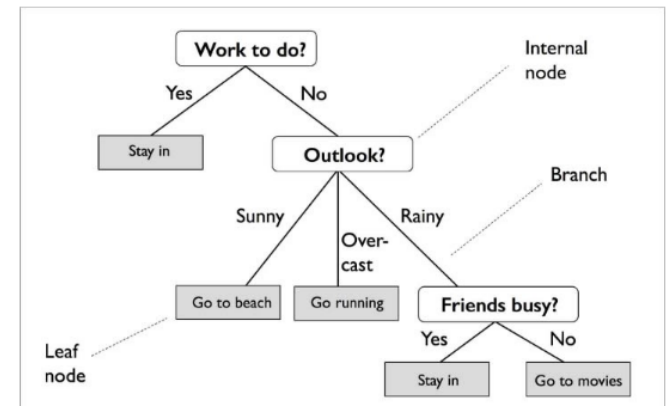 Work to do?
Internal
node
Yes
No
Stay in
Outlook?
Branch
Sunny
Over-
cast
Rainy
Go to beach
Go running
Friends busy?
Leaf
node
Yes
No
Stay in
Go to movies